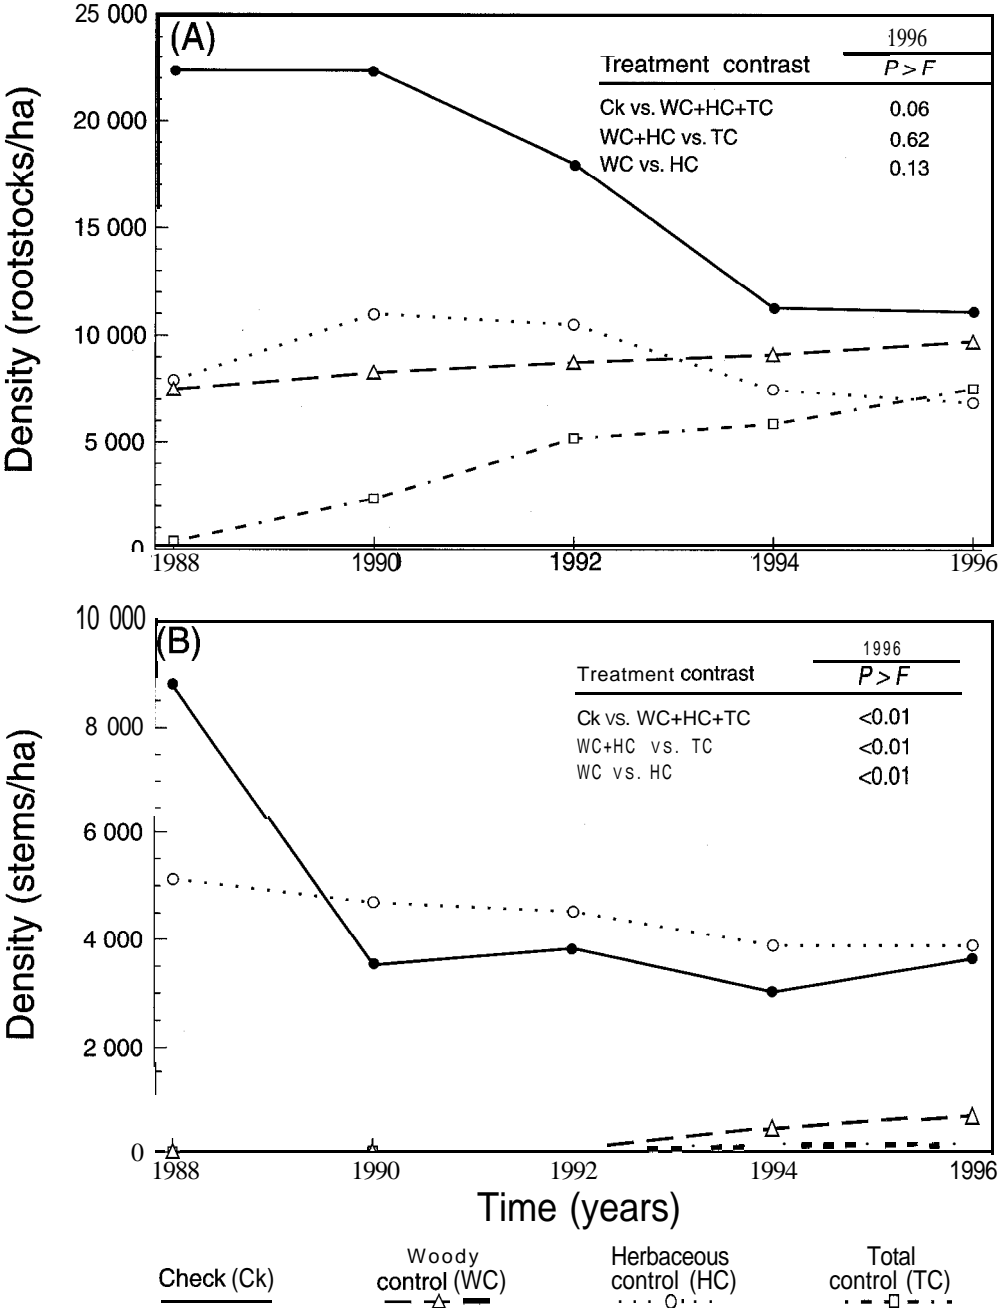 25 000
(A)
1996
Treatment contrast
P > F
Ck vs. WC+HC+TC 0.06
WC+HC vs. TC 0.62
WC vs. HC 0.13
20 000
15 000
10 000
5 000
0
Density (rootstocks/ha)
1988 1990 1992 1994 1996
10 000
(B)
1996
Treatment contrast
P > F
Ck vs. WC+HC+TC <0.01
WC+HC vs. TC <0.01
WC vs. HC <0.01
8 000
6 000
4 000
2 000
0
Density (stems/ha)
1988 1990 1992 1994 1996
Time (years)
Check (Ck)
Woody
control (WC)
Herbaceous
control (HC)
Total
control (TC)